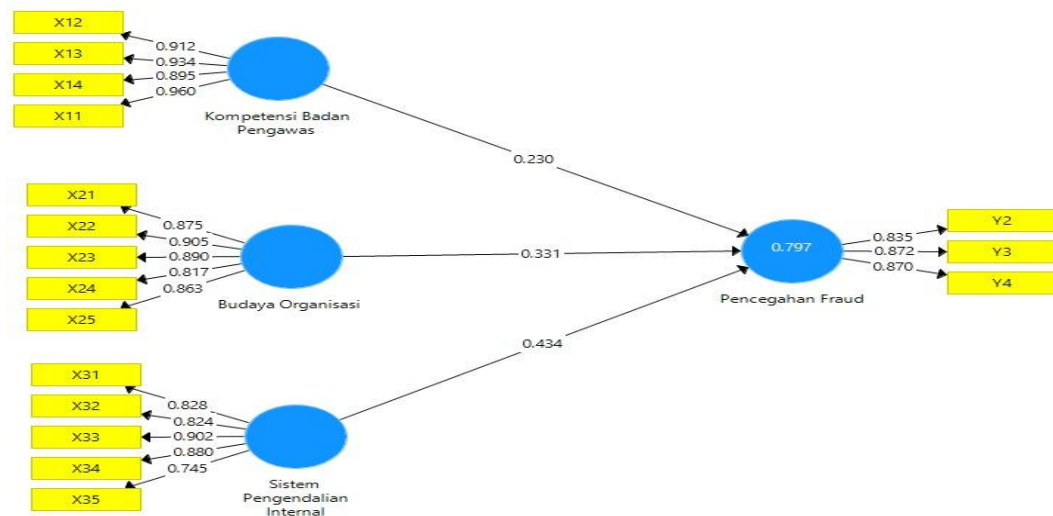 X12
X13
X14
X11
0.912
0.934
0.895
0.960
Kompetensi Badan
Pengawas
0.230
X21
X22
X23
X24
X25
0.875
0.905
0.890
0.817
0.863
Budaya Organisasi
0.331
X31
X32
X33
X34
X35
0.828
0.824
0.902
0.880
0.745
Sistem
Pengendalian
Internal
0.434
0.797
Pencegahan Fraud
0.835
0.872
0.870
Y2
Y3
Y4